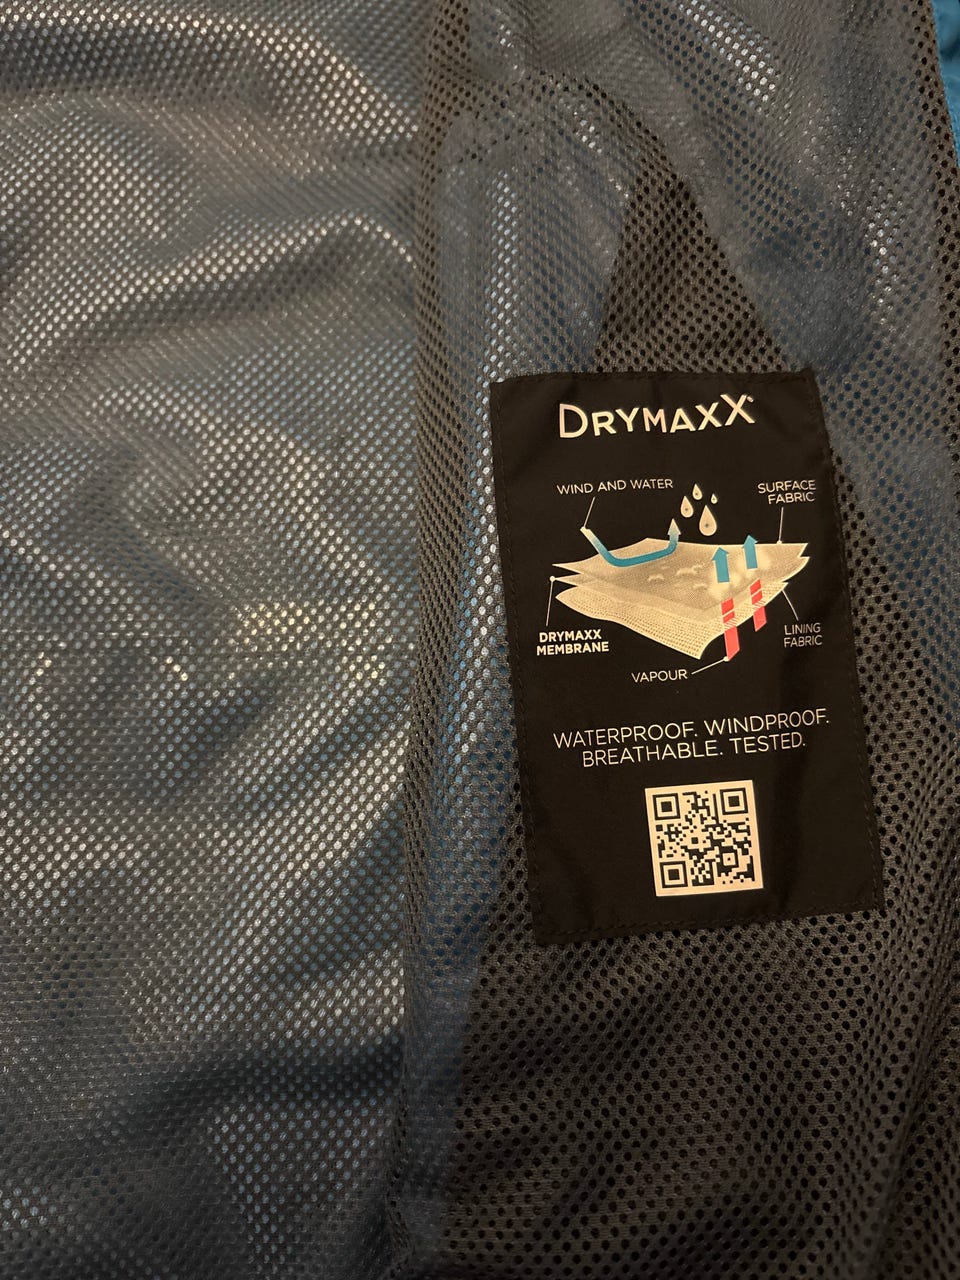 DRYMAXX®
WIND AND WATER
SURFACE
FABRIC
DRYMAXX
MEMBRANE
LINING
FABRIC
VAPOUR
WATERPROOF. WINDPROOF.
BREATHABLE. TESTED.